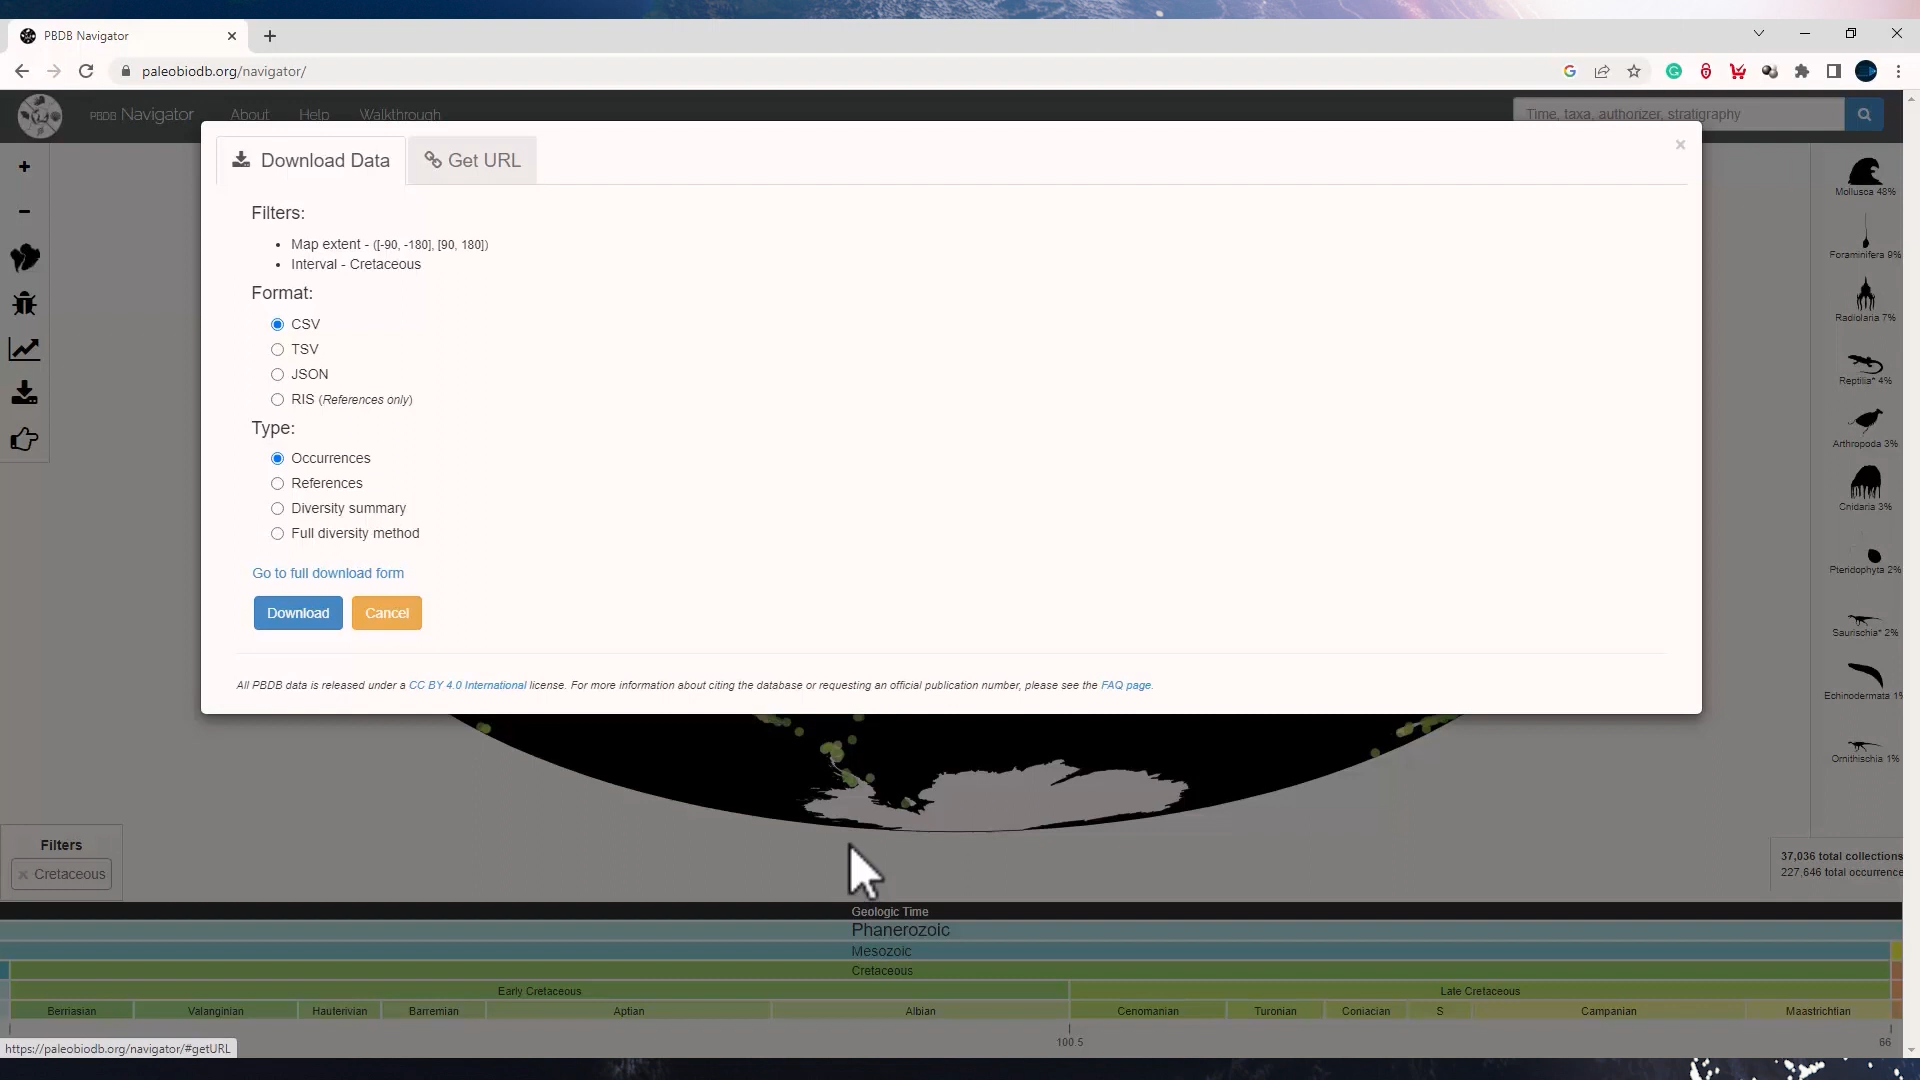 PBDB Navigator
paleobiodb.org/navigator/
PBDB Navigator
About
Help
Walkthrough
Time, taxa, authorizer, stratigraphy
Download Data
Get URL
Filters:
Map extent - ([-90, -180], [90, 180])
Interval - Cretaceous
Format:
CSV
TSV
JSON
RIS (References only)
Type:
Occurrences
References
Diversity summary
Full diversity method
Go to full download form
Download
Cancel
All PBDB data is released under a CC BY 4.0 International license. For more information about citing the database or requesting an official publication number, please see the FAQ page.
Mollusca 48%
Foraminifera 9%
Radiolaria 7%
Reptilia* 4%
Arthropoda 3%
Cnidaria 3%
Pteridophyta 2%
Saurischia* 2%
Echinodermata 1%
Ornithischia 1%
Filters
× Cretaceous
37,036 total collections
227,646 total occurrence
Geologic Time
Phanerozoic
Mesozoic
Cretaceous
Early Cretaceous
Late Cretaceous
Berriasian
Valanginian
Hauterivian
Barremian
Aptian
Albian
Cenomanian
Turonian
Coniacian
S
Campanian
Maastrichtian
100.5
66
https://paleobiodb.org/navigator/#getURL